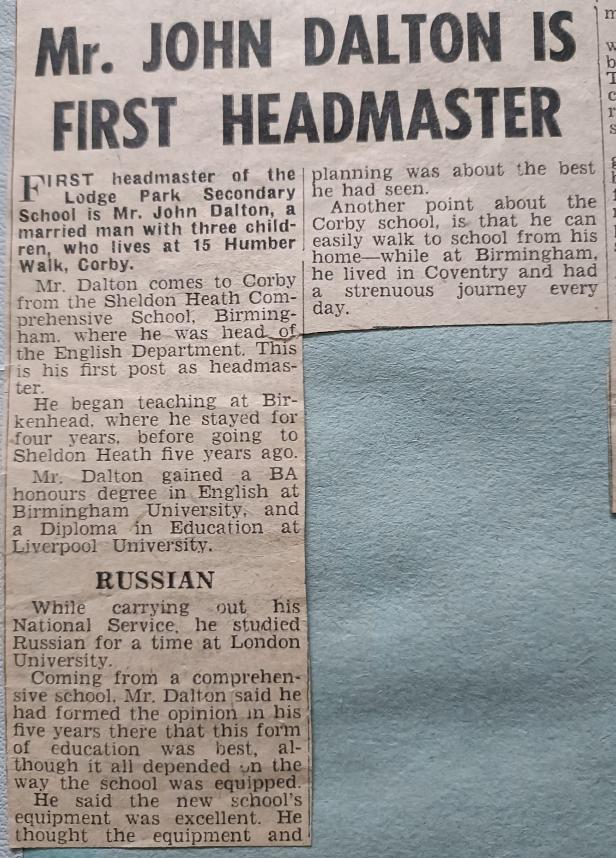 Mr. JOHN DALTON IS
FIRST HEADMASTER
FIRST headmaster of the
Lodge Park Secondary
School is Mr. John Dalton, a
married man with three child-
ren, who lives at 15 Humber
Walk, Corby.
Mr. Dalton comes to Corby
from the Sheldon Heath Com-
prehensive School, Birming-
ham. where he was head of
the English Department. This
is his first post as headmas-
ter.
He began teaching at Bir-
kenhead, where he stayed for
four years, before going to
Sheldon Heath five years ago.
Mr. Dalton gained a BA
honours degree in English at
Birmingham University, and
a Diploma in Education at
Liverpool University.
RUSSIAN
While carrying out his
National Service, he studied
Russian for a time at London
University.
Coming from a comprehen-
sive school, Mr. Dalton said he
had formed the opinion in his
five years there that this form
of education was best, al-
though it all depended on the
way the school was equipped.
He said the new school's
equipment was excellent. He
thought the equipment and
planning was about the best
he had seen.
Another point about the
Corby school, is that he can
easily walk to school from his
home—while at Birmingham,
he lived in Coventry and had
a strenuous journey every
day.